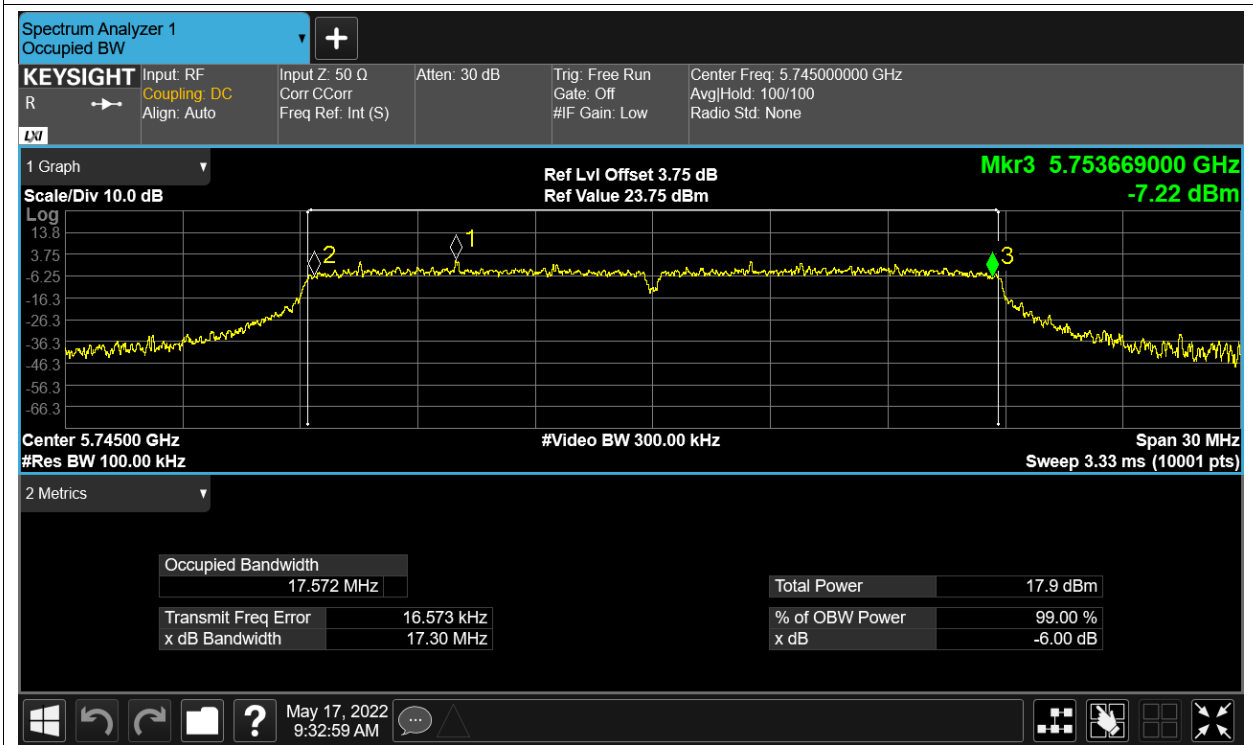 Spectrum Analyzer 1
Occupied BW
KEYSIGHT
R
LXI
Input: RF
Coupling: DC
Align: Auto
Input Z: 50 Ω
Corr CCorr
Freq Ref: Int (S)
Atten: 30 dB
Trig: Free Run
Gate: Off
#IF Gain: Low
Center Freq: 5.745000000 GHz
Avg|Hold: 100/100
Radio Std: None
1 Graph
Scale/Div 10.0 dB
Ref Lvl Offset 3.75 dB
Ref Value 23.75 dBm
Mkr3 5.753669000 GHz
-7.22 dBm
Log
13.8
3.75
-6.25
-16.3
-26.3
-36.3
-46.3
-56.3
-66.3
2
1
3
Center 5.74500 GHz
#Res BW 100.00 kHz
#Video BW 300.00 kHz
Span 30 MHz
Sweep 3.33 ms (10001 pts)
2 Metrics
Occupied Bandwidth
17.572 MHz
Transmit Freq Error 16.573 kHz
x dB Bandwidth 17.30 MHz
Total Power 17.9 dBm
% of OBW Power 99.00 %
x dB -6.00 dB
May 17, 2022
9:32:59 AM